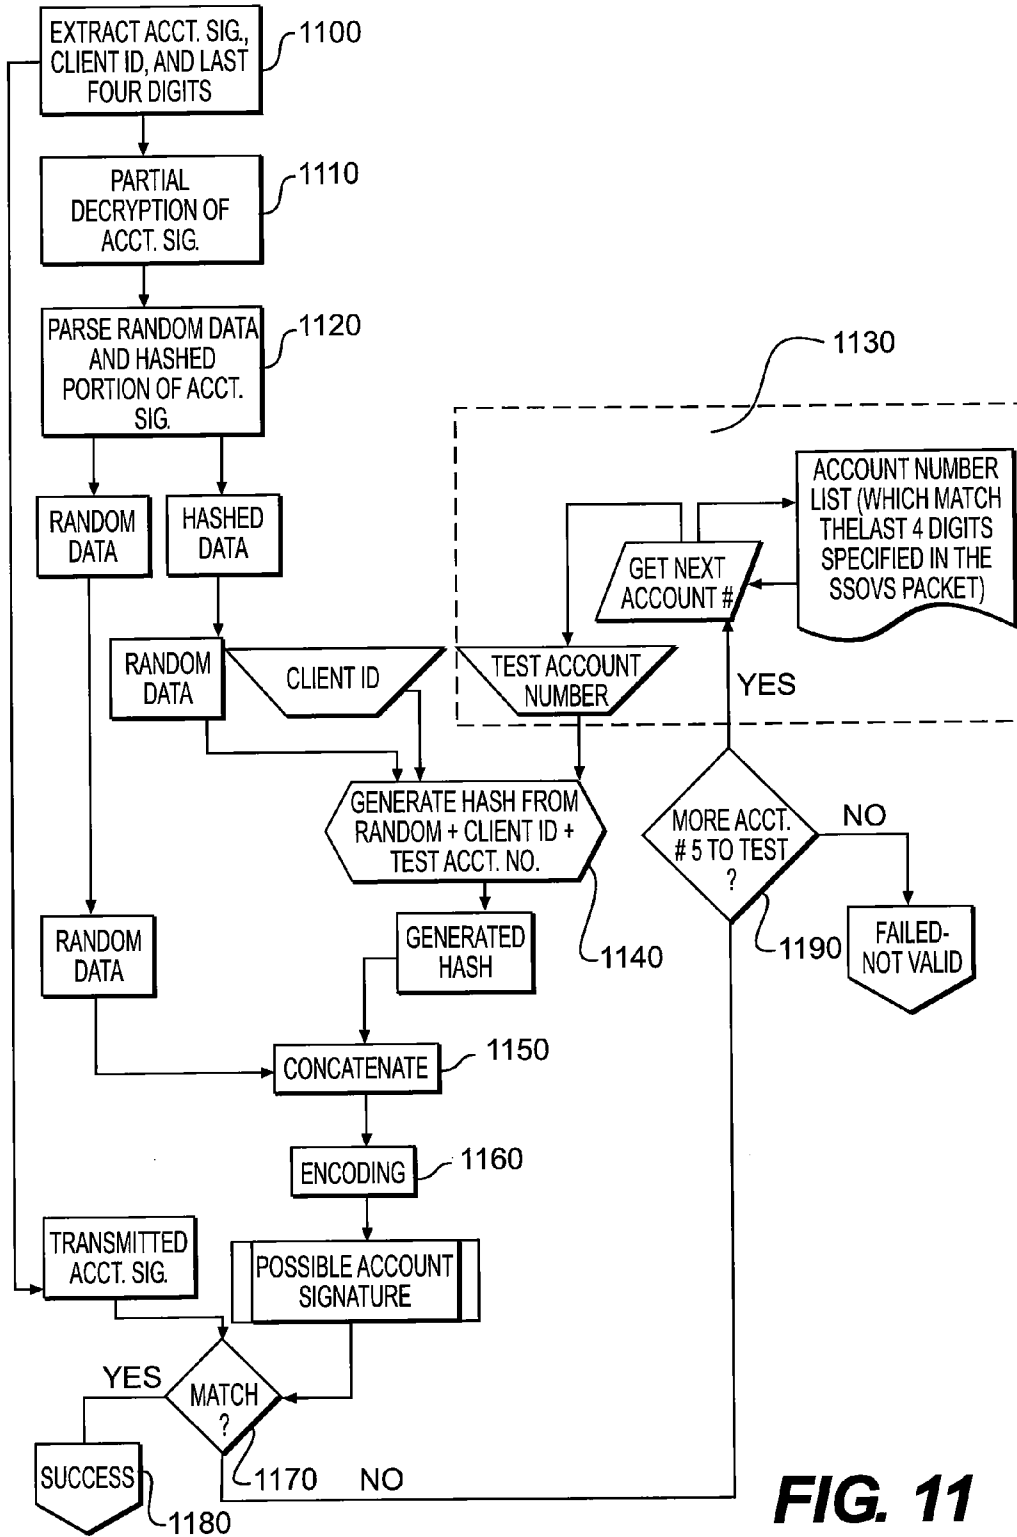 EXTRACT ACCT. SIG.,
CLIENT ID, AND LAST
FOUR DIGITS
1100
PARTIAL
DECRYPTION OF
ACCT. SIG.
1110
PARSE RANDOM DATA
AND HASHED
PORTION OF ACCT.
SIG.
1120
1130
RANDOM
DATA
HASHED
DATA
ACCOUNT NUMBER
LIST (WHICH MATCH
THELAST 4 DIGITS
SPECIFIED IN THE
SSOVS PACKET)
GET NEXT
ACCOUNT #
RANDOM
DATA
CLIENT ID
TEST ACCOUNT
NUMBER
YES
GENERATE HASH FROM
RANDOM + CLIENT ID +
TEST ACCT. NO.
1140
MORE ACCT.
# 5 TO TEST
?
NO
1190
FAILED-
NOT VALID
RANDOM
DATA
GENERATED
HASH
CONCATENATE
1150
ENCODING
1160
TRANSMITTED
ACCT. SIG.
POSSIBLE ACCOUNT
SIGNATURE
YES
MATCH
?
1170
NO
SUCCESS
1180
FIG. 11